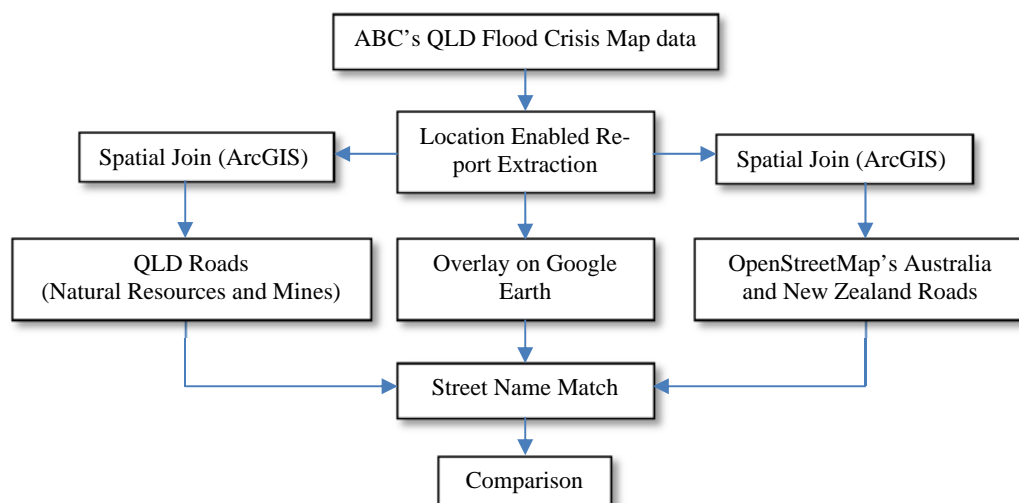 ABC’s QLD Flood Crisis Map data
Location Enabled Re-
port Extraction
Spatial Join (ArcGIS)
Spatial Join (ArcGIS)
QLD Roads
(Natural Resources and Mines)
Overlay on Google
Earth
OpenStreetMap’s Australia
and New Zealand Roads
Street Name Match
Comparison